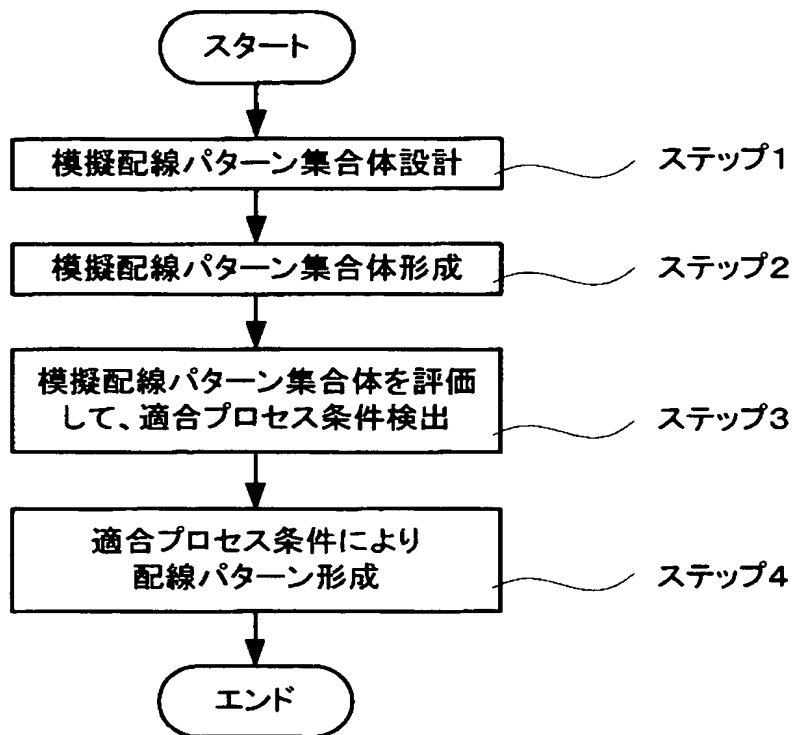 スタート
模擬配線パターン集合体設計
ステップ1
模擬配線パターン集合体形成
ステップ2
模擬配線パターン集合体を評価
して、適合プロセス条件検出
ステップ3
適合プロセス条件により
配線パターン形成
ステップ4
エンド